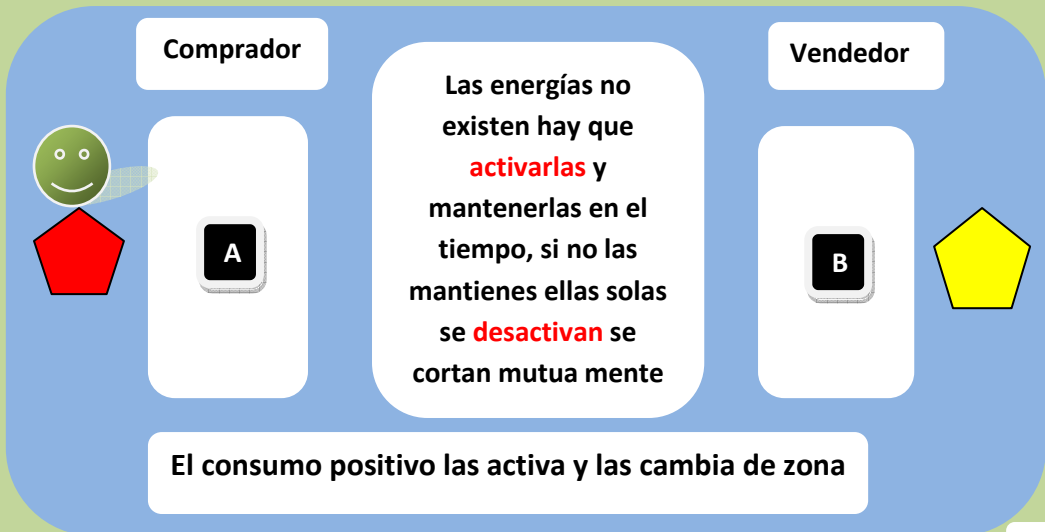 Comprador
Vendedor
Las energías no
existen hay que
activarlas y
mantenerlas en el
tiempo, si no las
mantienes ellas solas
se desactivan se
cortan mutua mente
A
B
El consumo positivo las activa y las cambia de zona